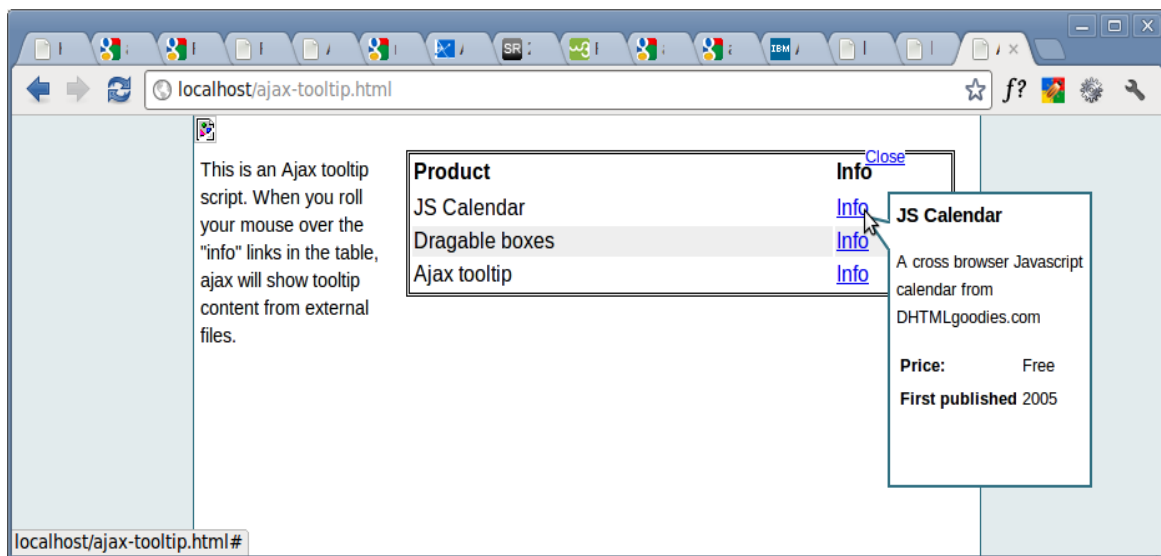 SR
IBM
localhost/ajax-tooltip.html
f?
This is an Ajax tooltip
script. When you roll
your mouse over the
"info" links in the table,
ajax will show tooltip
content from external
files.
Close
Product Info
JS Calendar Info
Dragable boxes Info
Ajax tooltip Info
JS Calendar
A cross browser Javascript
calendar from
DHTMLgoodies.com
Price: Free
First published 2005
localhost/ajax-tooltip.html#